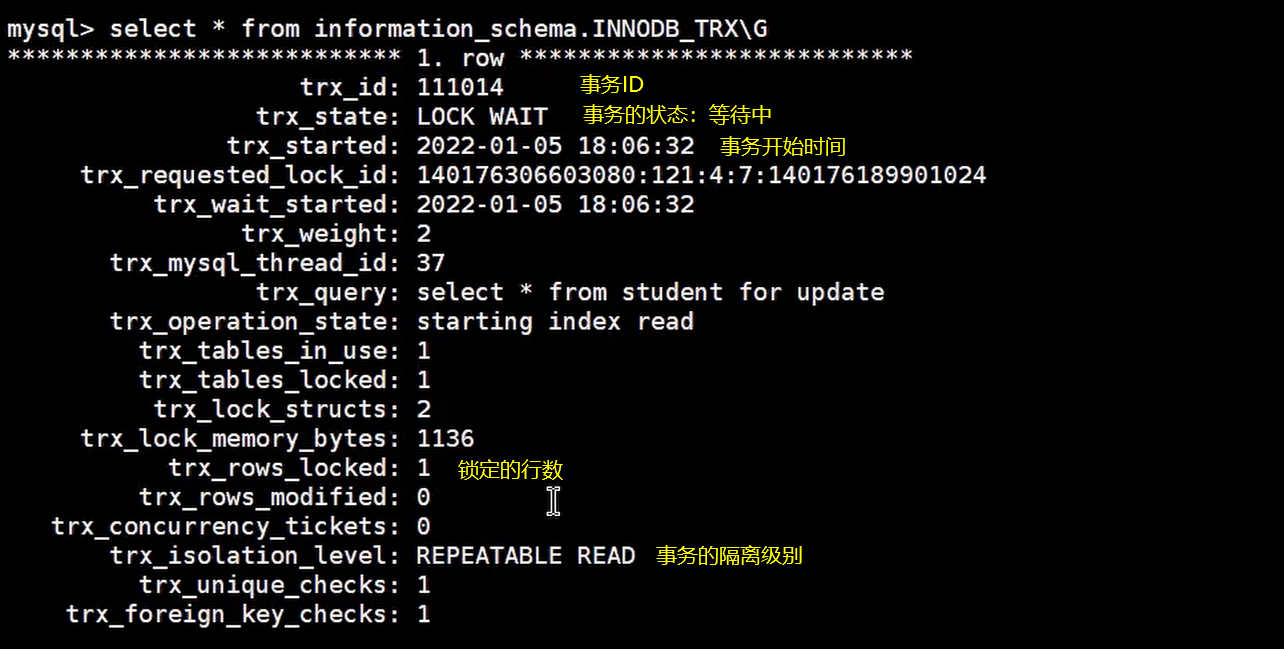 mysql> select * from information_schema.INNODB_TRX\G
*************************** 1. row ***************************
trx_id: 111014 事务ID
trx_state: LOCK WAIT 事务的状态：等待中
trx_started: 2022-01-05 18:06:32 事务开始时间
trx_requested_lock_id: 140176306603080:121:4:7:140176189901024
trx_wait_started: 2022-01-05 18:06:32
trx_weight: 2
trx_mysql_thread_id: 37
trx_query: select * from student for update
trx_operation_state: starting index read
trx_tables_in_use: 1
trx_tables_locked: 1
trx_lock_structs: 2
trx_lock_memory_bytes: 1136
trx_rows_locked: 1 锁定的行数
trx_rows_modified: 0
trx_concurrency_tickets: 0
trx_isolation_level: REPEATABLE READ 事务的隔离级别
trx_unique_checks: 1
trx_foreign_key_checks: 1